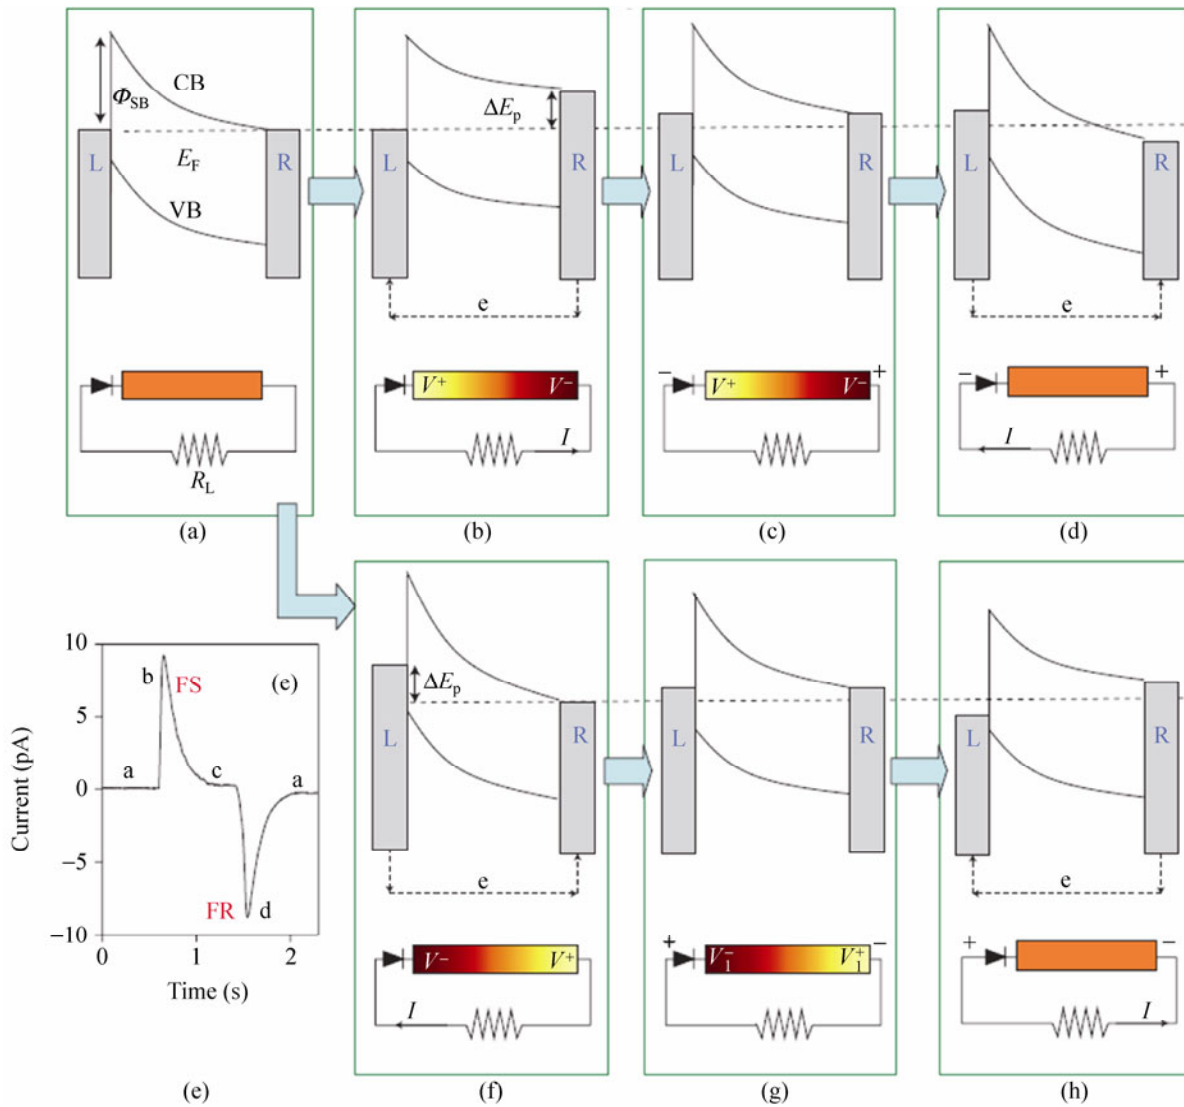 Φ_SB
CB
L
E_F
R
VB
R_L
(a)
ΔE_p
L
R
e
V⁺ V⁻
I
(b)
L
R
− V⁺ V⁻ +
(c)
L
R
e
− +
I
(d)
10
5
0
−5
−10
Current (pA)
b
FS
(e)
a
c
a
FR
d
0 1 2
Time (s)
(e)
ΔE_p
L
R
e
V⁻ V⁺
I
(f)
L
R
+ V₁⁻ V₁⁺ −
(g)
L
R
e
+ −
I
(h)